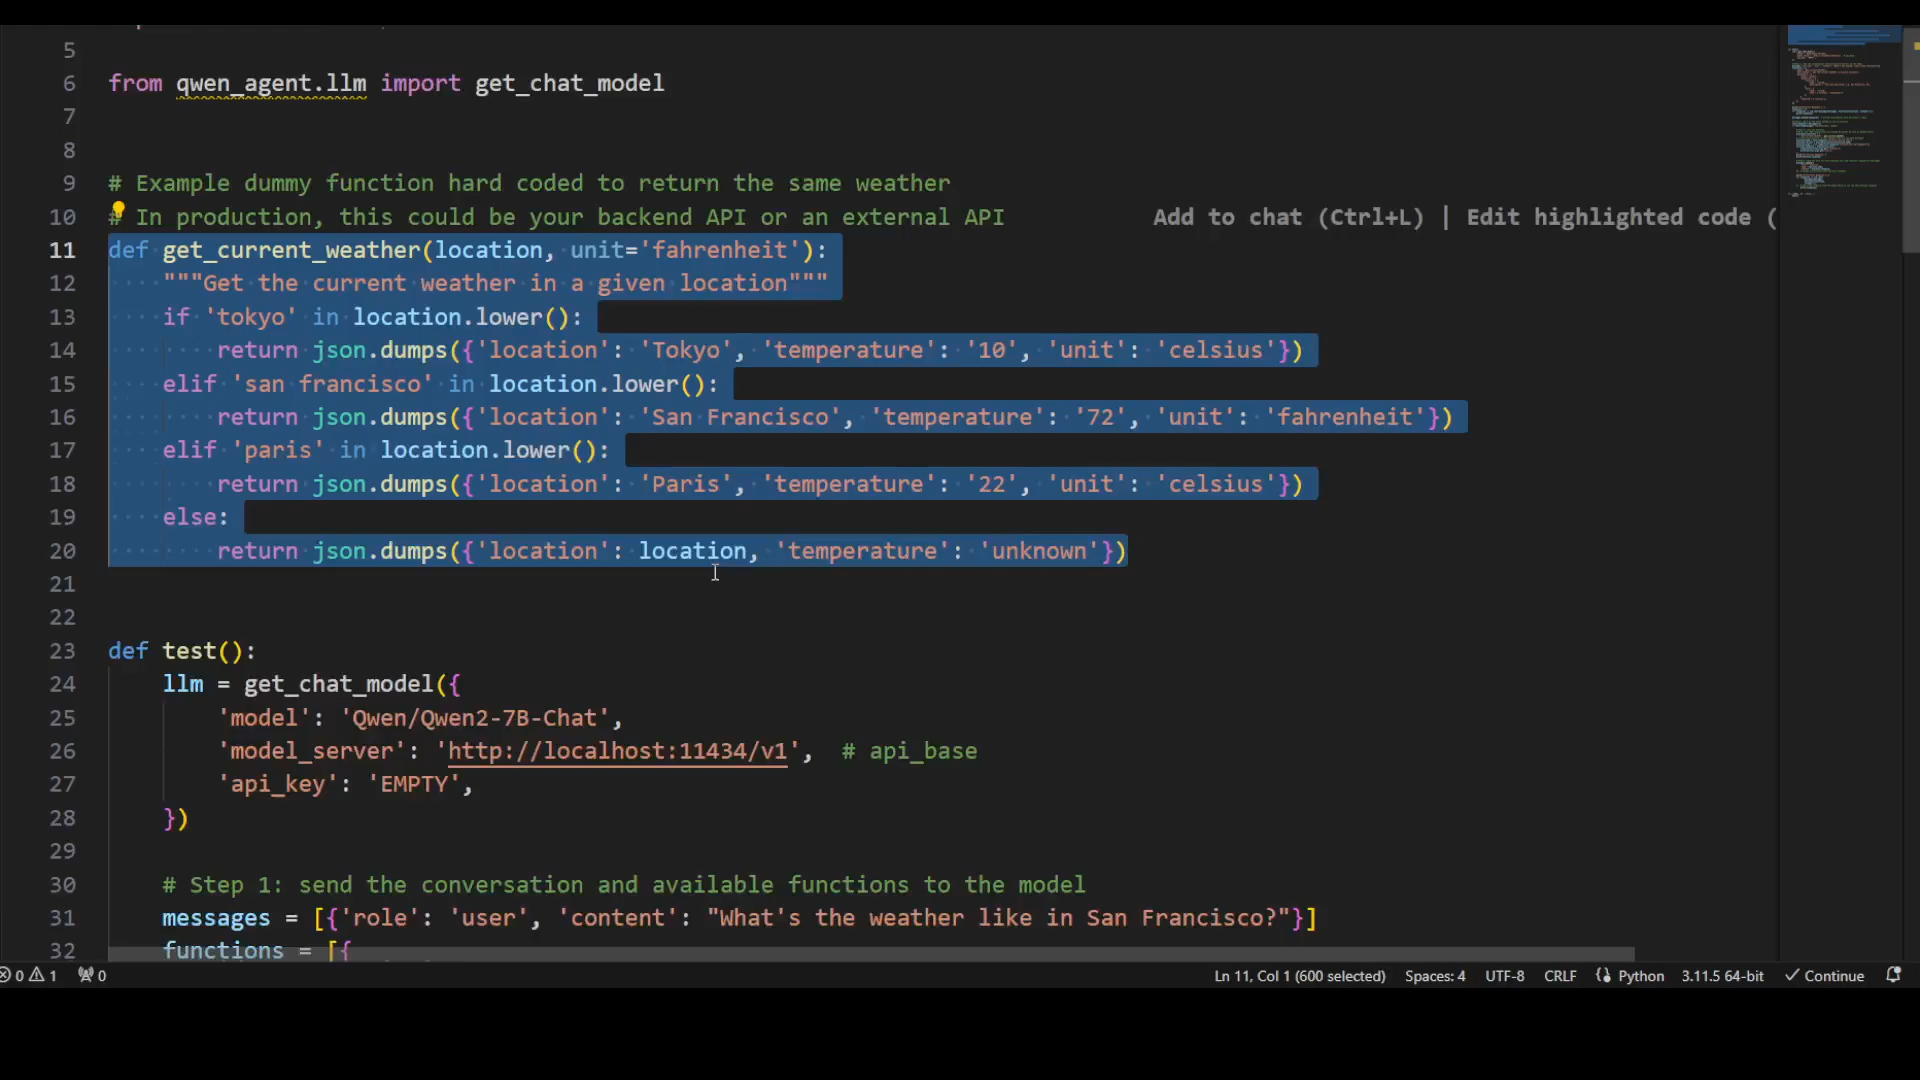 5
6 from qwen_agent.llm import get_chat_model
7
8
9 # Example dummy function hard coded to return the same weather
10 # In production, this could be your backend API or an external API Add to chat (Ctrl+L) | Edit highlighted code (
11 def get_current_weather(location, unit='fahrenheit'):
12     """Get the current weather in a given location"""
13     if 'tokyo' in location.lower():
14         return json.dumps({'location': 'Tokyo', 'temperature': '10', 'unit': 'celsius'})
15     elif 'san francisco' in location.lower():
16         return json.dumps({'location': 'San Francisco', 'temperature': '72', 'unit': 'fahrenheit'})
17     elif 'paris' in location.lower():
18         return json.dumps({'location': 'Paris', 'temperature': '22', 'unit': 'celsius'})
19     else:
20         return json.dumps({'location': location, 'temperature': 'unknown'})
21
22
23 def test():
24     llm = get_chat_model({
25         'model': 'Qwen/Qwen2-7B-Chat',
26         'model_server': 'http://localhost:11434/v1',  # api_base
27         'api_key': 'EMPTY',
28     })
29
30     # Step 1: send the conversation and available functions to the model
31     messages = [{'role': 'user', 'content': "What's the weather like in San Francisco?"}]
32     functions = [{
0 1 0 Ln 11, Col 1 (600 selected) Spaces: 4 UTF-8 CRLF Python 3.11.5 64-bit Continue